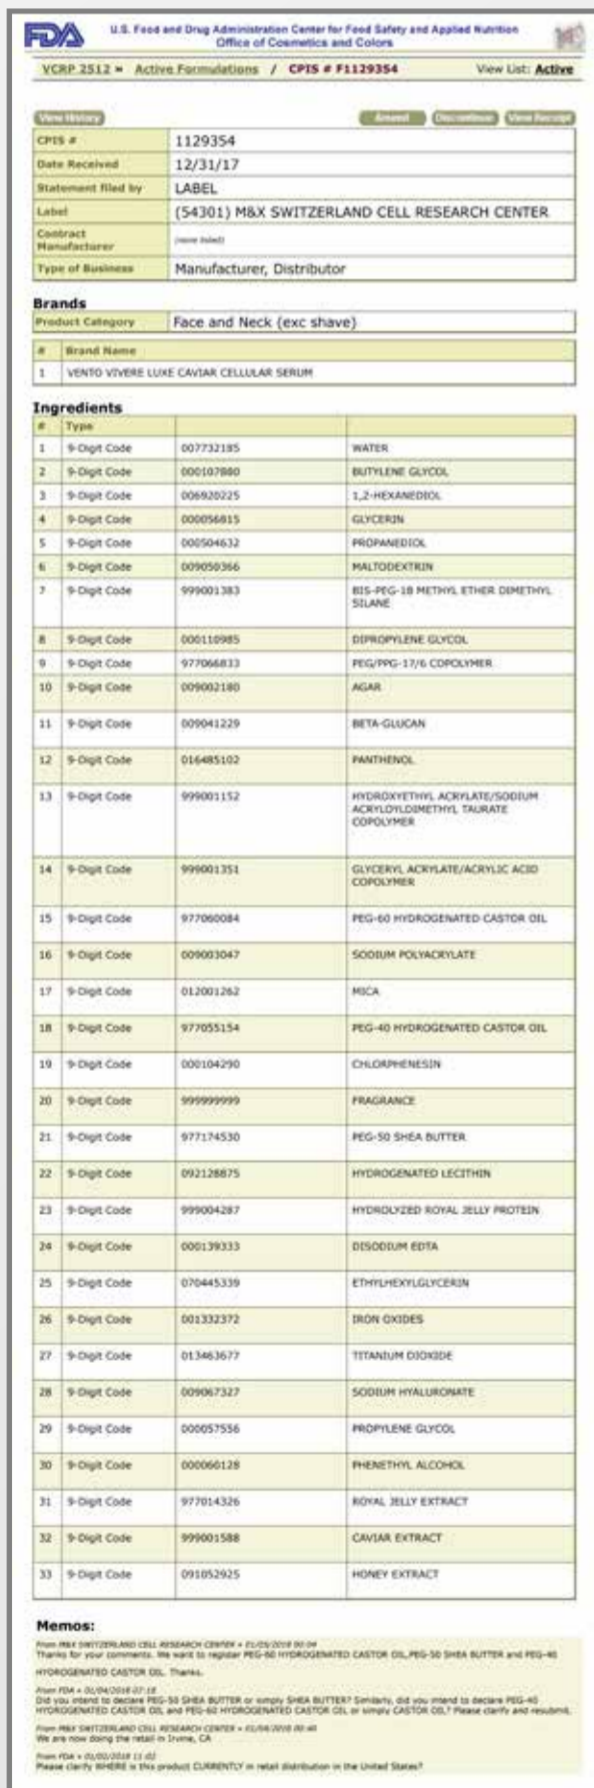 FDA
U.S. Food and Drug Administration Center for Food Safety and Applied Nutrition
Office of Cosmetics and Colors
VCRP 2512 » Active Formulations / CPIS # F1129354 View List: Active
View History Amend Discontinue View Receipt
CPIS # 1129354
Date Received 12/31/17
Statement filed by LABEL
Label (54301) M&X SWITZERLAND CELL RESEARCH CENTER
Contract
Manufacturer (none listed)
Type of Business Manufacturer, Distributor
Brands
Product Category Face and Neck (exc shave)
# Brand Name
1 VENTO VIVERE LUXE CAVIAR CELLULAR SERUM
Ingredients
# Type
1 9-Digit Code 007732185 WATER
2 9-Digit Code 000107880 BUTYLENE GLYCOL
3 9-Digit Code 006920225 1,2-HEXANEDIOL
4 9-Digit Code 000056815 GLYCERIN
5 9-Digit Code 000504632 PROPANEDIOL
6 9-Digit Code 009050366 MALTODEXTRIN
7 9-Digit Code 999001383 BIS-PEG-18 METHYL ETHER DIMETHYL
SILANE
8 9-Digit Code 000110985 DIPROPYLENE GLYCOL
9 9-Digit Code 977066833 PEG/PPG-17/6 COPOLYMER
10 9-Digit Code 009002180 AGAR
11 9-Digit Code 009041229 BETA-GLUCAN
12 9-Digit Code 016485102 PANTHENOL
13 9-Digit Code 999001152 HYDROXYETHYL ACRYLATE/SODIUM
ACRYLOYLDIMETHYL TAURATE
COPOLYMER
14 9-Digit Code 999001351 GLYCERYL ACRYLATE/ACRYLIC ACID
COPOLYMER
15 9-Digit Code 977060084 PEG-60 HYDROGENATED CASTOR OIL
16 9-Digit Code 009003047 SODIUM POLYACRYLATE
17 9-Digit Code 012001262 MICA
18 9-Digit Code 977055154 PEG-40 HYDROGENATED CASTOR OIL
19 9-Digit Code 000104290 CHLORPHENESIN
20 9-Digit Code 999999999 FRAGRANCE
21 9-Digit Code 977174530 PEG-50 SHEA BUTTER
22 9-Digit Code 092128875 HYDROGENATED LECITHIN
23 9-Digit Code 999004287 HYDROLYZED ROYAL JELLY PROTEIN
24 9-Digit Code 000139333 DISODIUM EDTA
25 9-Digit Code 070445339 ETHYLHEXYLGLYCERIN
26 9-Digit Code 001332372 IRON OXIDES
27 9-Digit Code 013463677 TITANIUM DIOXIDE
28 9-Digit Code 009067327 SODIUM HYALURONATE
29 9-Digit Code 000057556 PROPYLENE GLYCOL
30 9-Digit Code 000060128 PHENETHYL ALCOHOL
31 9-Digit Code 977014326 ROYAL JELLY EXTRACT
32 9-Digit Code 999001588 CAVIAR EXTRACT
33 9-Digit Code 091052925 HONEY EXTRACT
Memos:
From M&X SWITZERLAND CELL RESEARCH CENTER • 01/05/2018 00:04
Thanks for your comments. We want to register PEG-60 HYDROGENATED CASTOR OIL,PEG-50 SHEA BUTTER and PEG-40
HYDROGENATED CASTOR OIL. Thanks.
From FDA • 01/04/2018 07:18
Did you intend to declare PEG-50 SHEA BUTTER or simply SHEA BUTTER? Similarly, did you intend to declare PEG-40
HYDROGENATED CASTOR OIL and PEG-60 HYDROGENATED CASTOR OIL or simply CASTOR OIL? Please clarify and resubmit.
From M&X SWITZERLAND CELL RESEARCH CENTER • 01/04/2018 00:40
We are now doing the retail in Irvine, CA
From FDA • 01/02/2018 11:02
Please clarify WHERE is this product CURRENTLY in retail distribution in the United States?